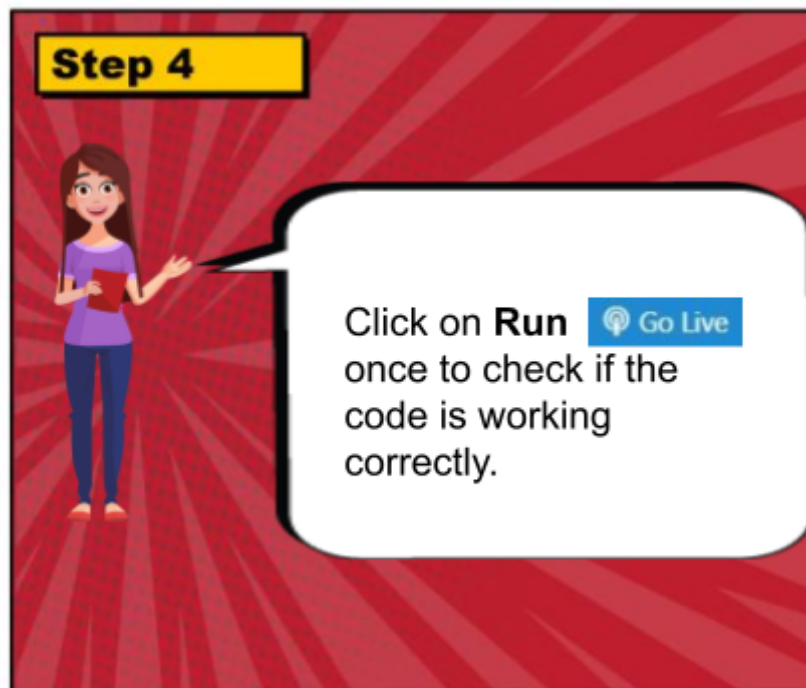 Step 4
Click on Run Go Live
once to check if the
code is working
correctly.